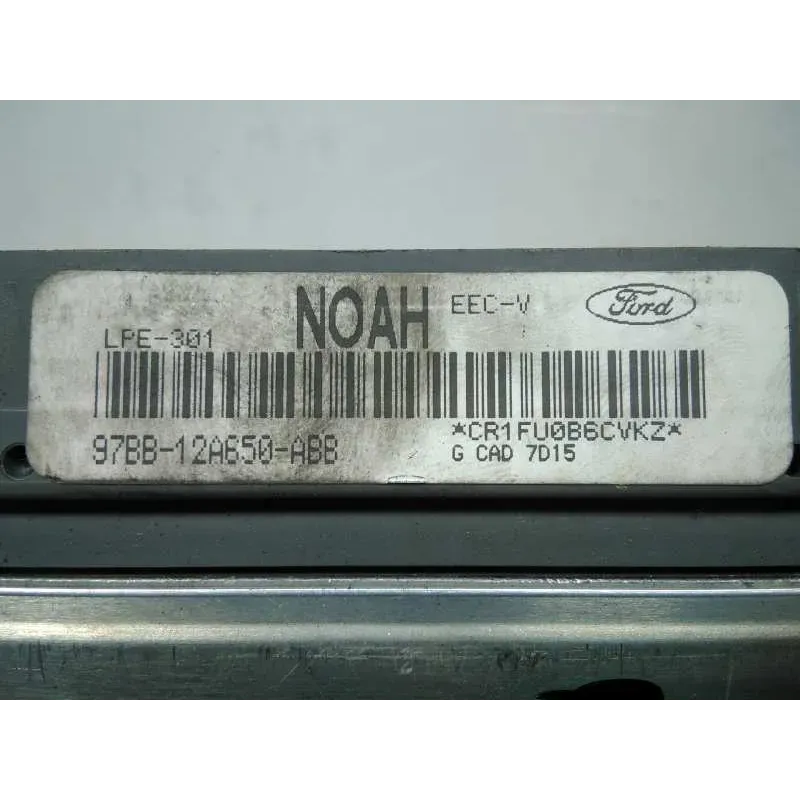 NOAH EEC-V Ford
LPE-301
97BB-12A650-ABB *CR1FU0B6CVKZ*
G CAD 7D15